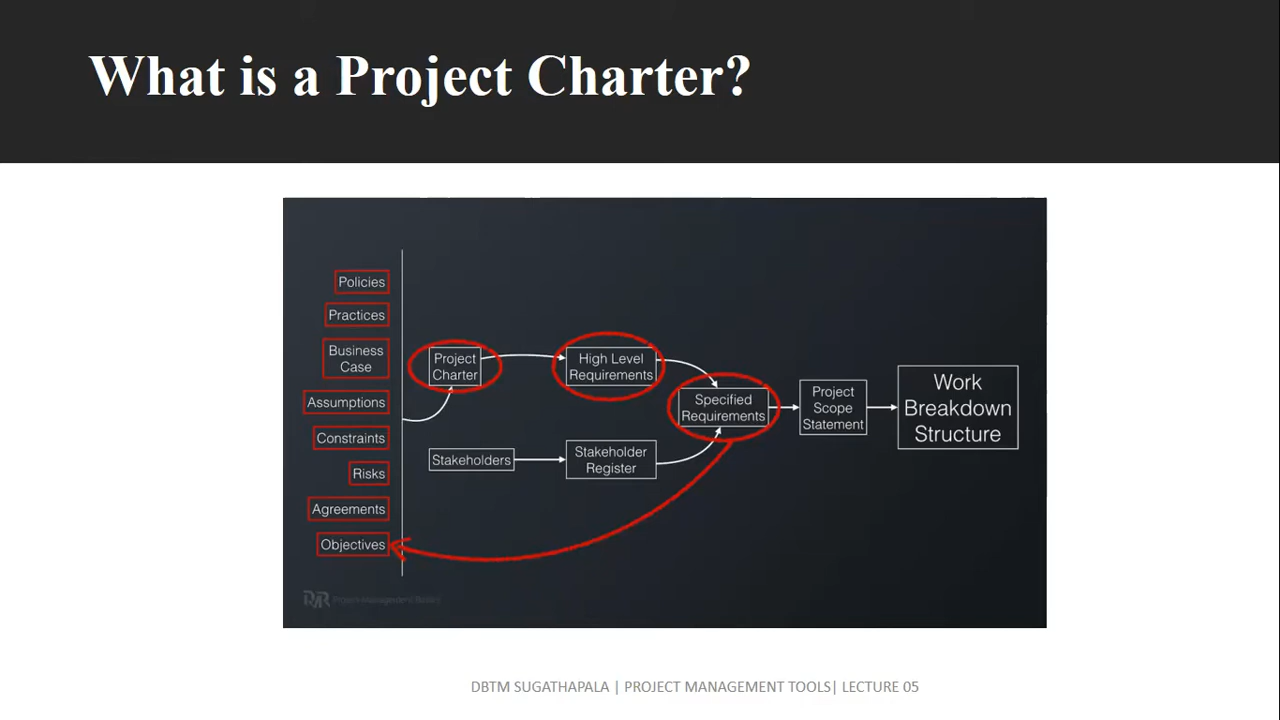 What is a Project Charter?
Policies
Practices
Business
Case
Assumptions
Constraints
Risks
Agreements
Objectives
Project
Charter
High Level
Requirements
Stakeholders
Stakeholder
Register
Specified
Requirements
Project
Scope
Statement
Work
Breakdown
Structure
DBTM SUGATHAPALA | PROJECT MANAGEMENT TOOLS| LECTURE 05